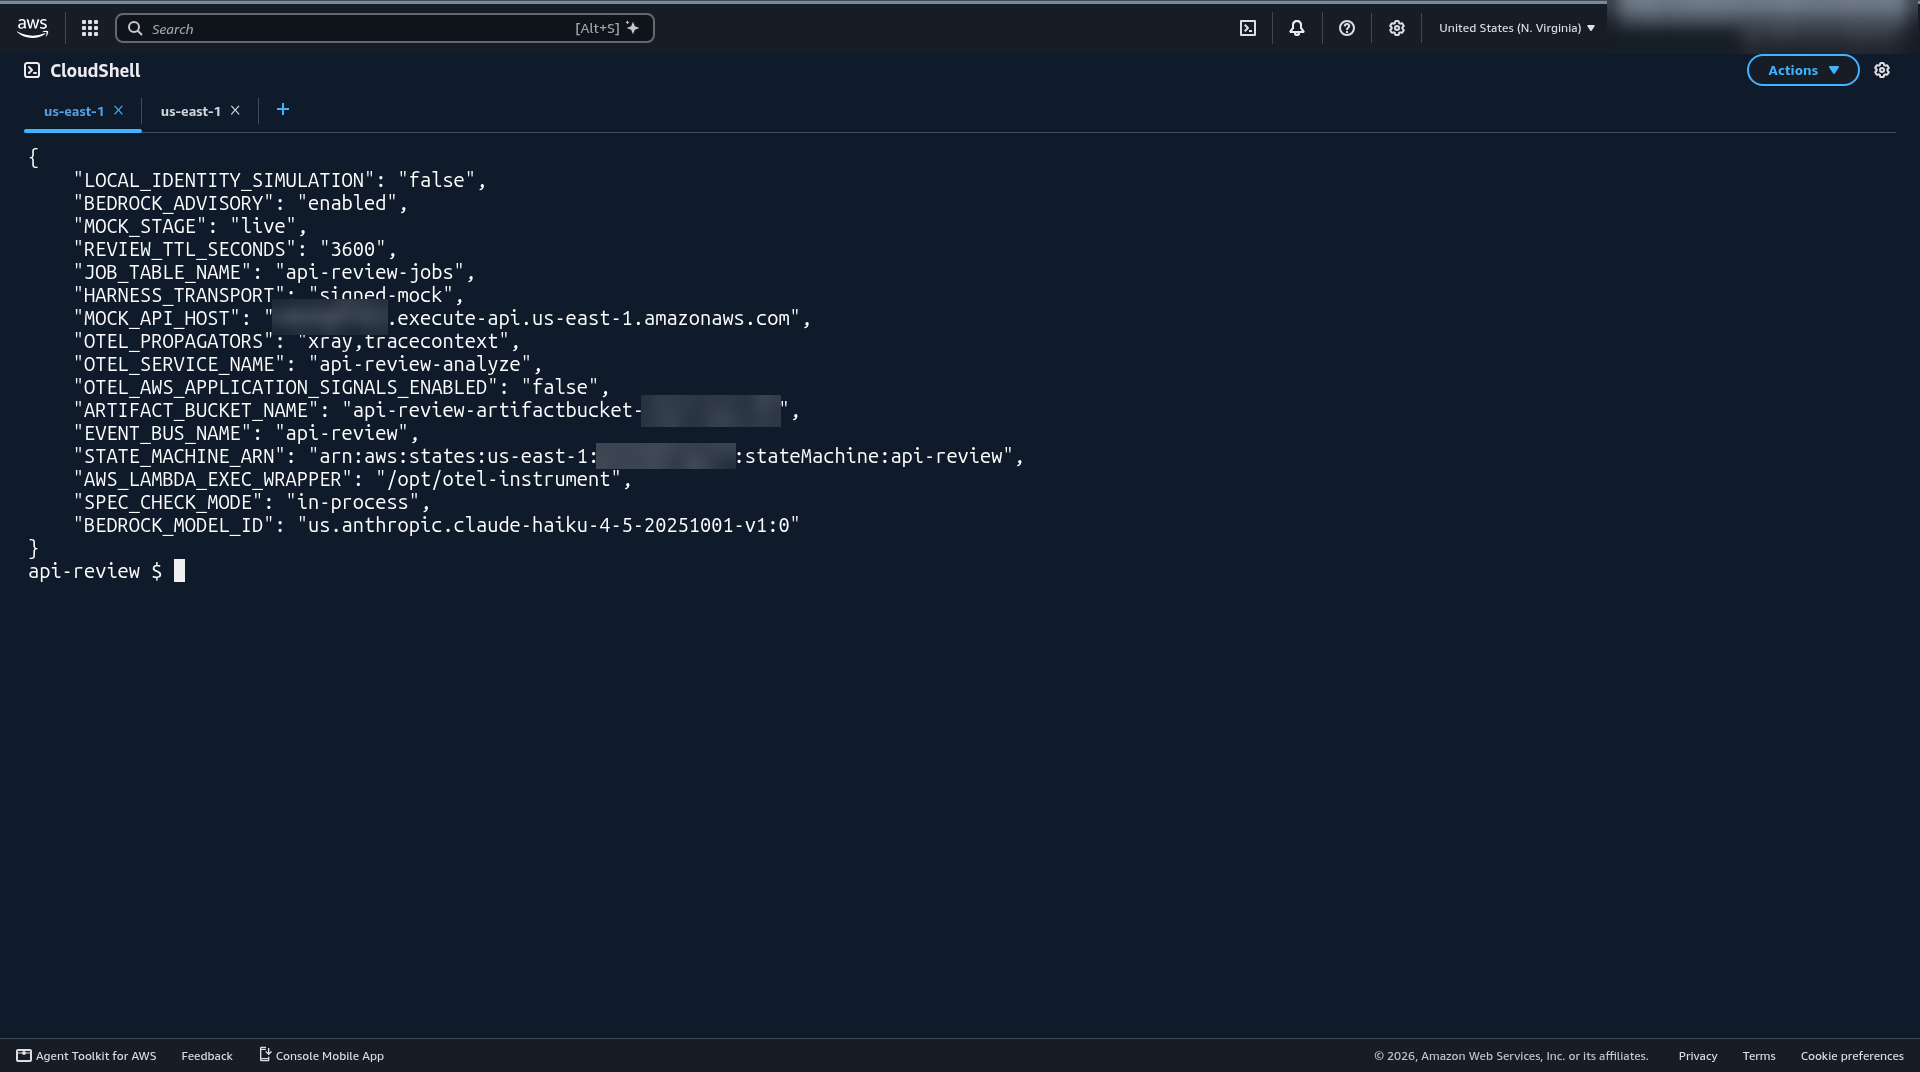 aws
Search [Alt+S]
United States (N. Virginia)
CloudShell
Actions
us-east-1
us-east-1
{
    "LOCAL_IDENTITY_SIMULATION": "false",
    "BEDROCK_ADVISORY": "enabled",
    "MOCK_STAGE": "live",
    "REVIEW_TTL_SECONDS": "3600",
    "JOB_TABLE_NAME": "api-review-jobs",
    "HARNESS_TRANSPORT": "signed-mock",
    "MOCK_API_HOST": ".execute-api.us-east-1.amazonaws.com",
    "OTEL_PROPAGATORS": "xray,tracecontext",
    "OTEL_SERVICE_NAME": "api-review-analyze",
    "OTEL_AWS_APPLICATION_SIGNALS_ENABLED": "false",
    "ARTIFACT_BUCKET_NAME": "api-review-artifactbucket-",
    "EVENT_BUS_NAME": "api-review",
    "STATE_MACHINE_ARN": "arn:aws:states:us-east-1::stateMachine:api-review",
    "AWS_LAMBDA_EXEC_WRAPPER": "/opt/otel-instrument",
    "SPEC_CHECK_MODE": "in-process",
    "BEDROCK_MODEL_ID": "us.anthropic.claude-haiku-4-5-20251001-v1:0"
}
api-review $
Agent Toolkit for AWS Feedback Console Mobile App © 2026, Amazon Web Services, Inc. or its affiliates. Privacy Terms Cookie preferences